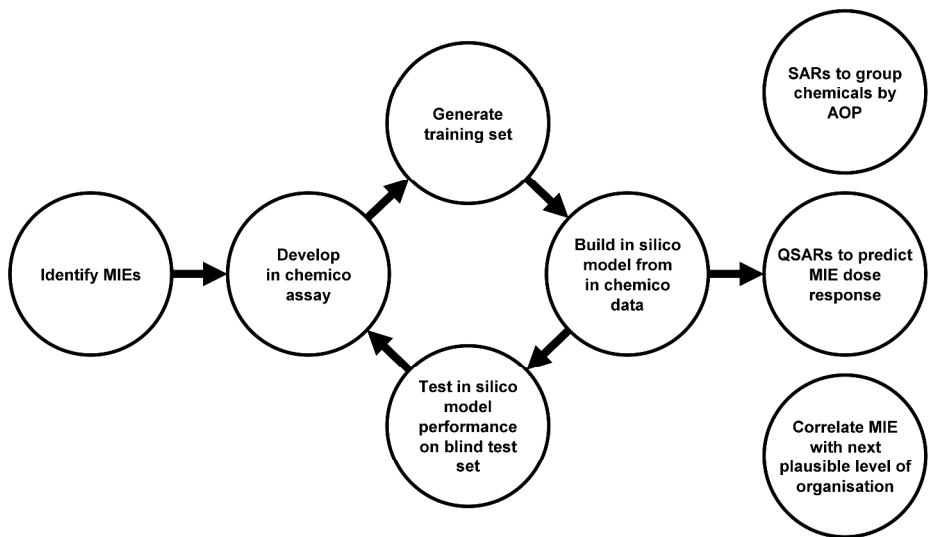 Identify MIEs
Develop
in chemico
assay
Generate
training set
Build in silico
model from
in chemico
data
Test in silico
model
performance
on blind test
set
SARs to group
chemicals by
AOP
QSARs to predict
MIE dose
response
Correlate MIE
with next
plausible level of
organisation